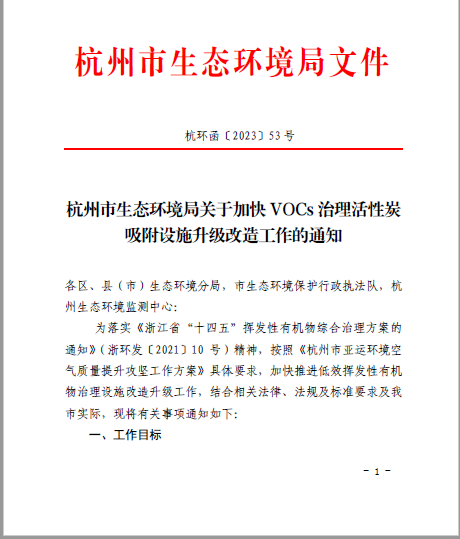 杭州市生态环境局文件
杭环函〔2023〕53 号
杭州市生态环境局关于加快 VOCs 治理活性炭
吸附设施升级改造工作的通知
各区、县（市）生态环境分局，市生态环境保护行政执法队，杭
州生态环境监测中心：
为落实《浙江省“十四五”挥发性有机物综合治理方案的
通知》（浙环发〔2021〕10 号）精神，按照《杭州市亚运环境空
气质量提升攻坚工作方案》具体要求，加快推进低效挥发性有机
物治理设施改造升级工作，结合相关法律、法规及标准要求及我
市实际，现将有关事项通知如下：
一、工作目标
－ 1 －